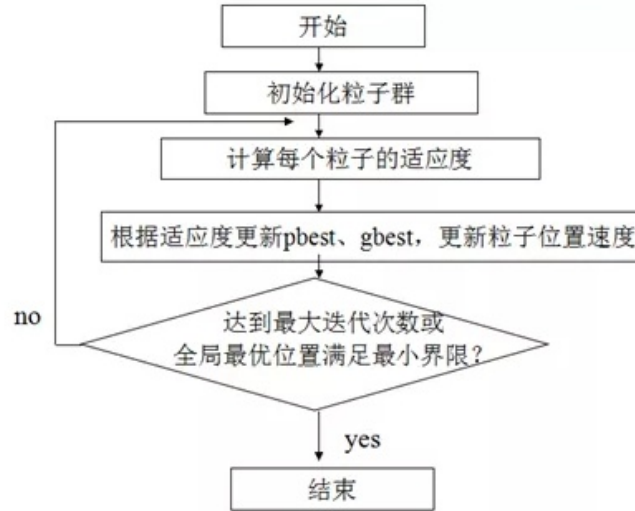 开始
初始化粒子群
计算每个粒子的适应度
根据适应度更新pbest、gbest，更新粒子位置速度
no
达到最大迭代次数或
全局最优位置满足最小界限？
yes
结束